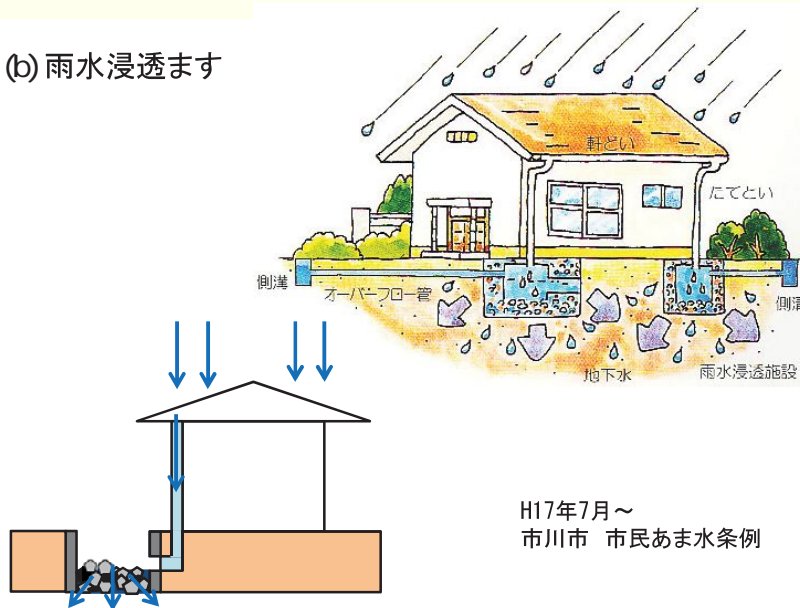 (b) 雨水浸透ます
軒どい
たてとい
側溝
オーバーフロー管
側溝
地下水
雨水浸透施設
H17年7月～
市川市 市民あま水条例